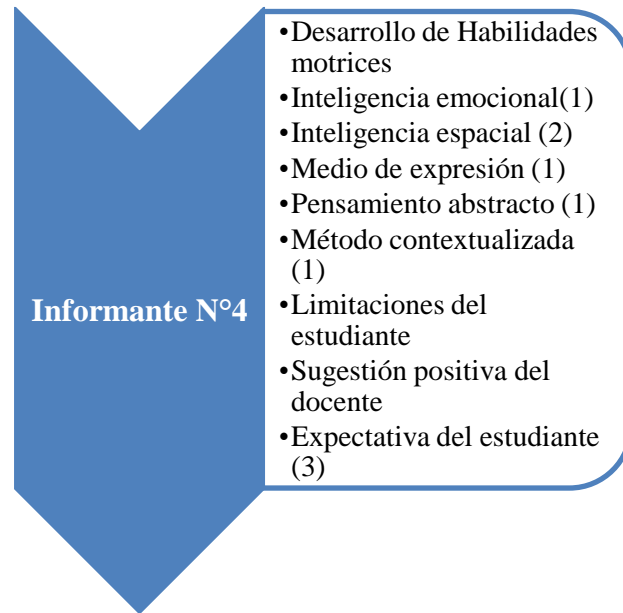 Informante N°4
•Desarrollo de Habilidades
motrices
•Inteligencia emocional(1)
•Inteligencia espacial (2)
•Medio de expresión (1)
•Pensamiento abstracto (1)
•Método contextualizada
(1)
•Limitaciones del
estudiante
•Sugestión positiva del
docente
•Expectativa del estudiante
(3)